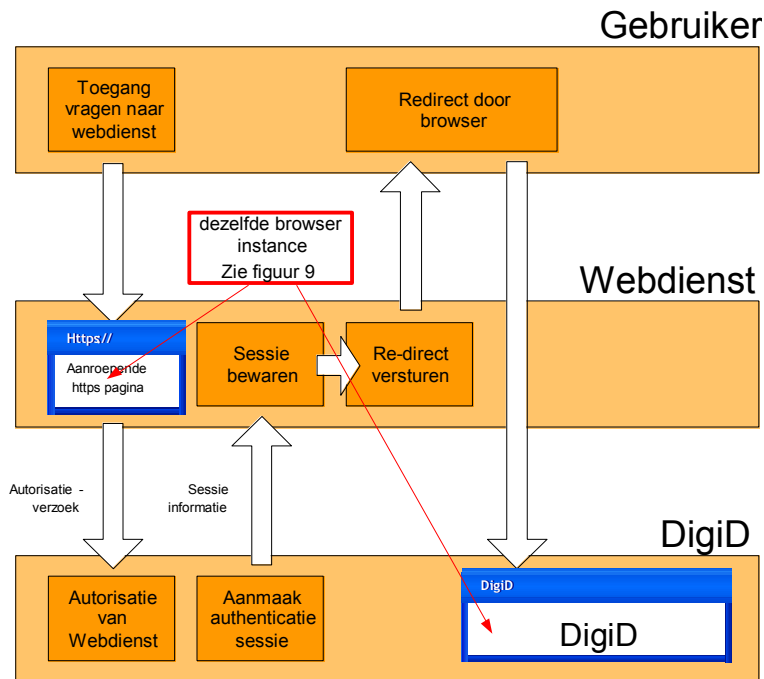 Gebruiker
Toegang
vragen naar
webdienst
Redirect door
browser
dezelfde browser
instance
Zie figuur 9
Webdienst
Https//
Aanroepende
https pagina
Sessie
bewaren
Re-direct
versturen
Autorisatie -
verzoek
Sessie
informatie
DigiD
Autorisatie
van
Webdienst
Aanmaak
authenticatie
sessie
DigiD
DigiD